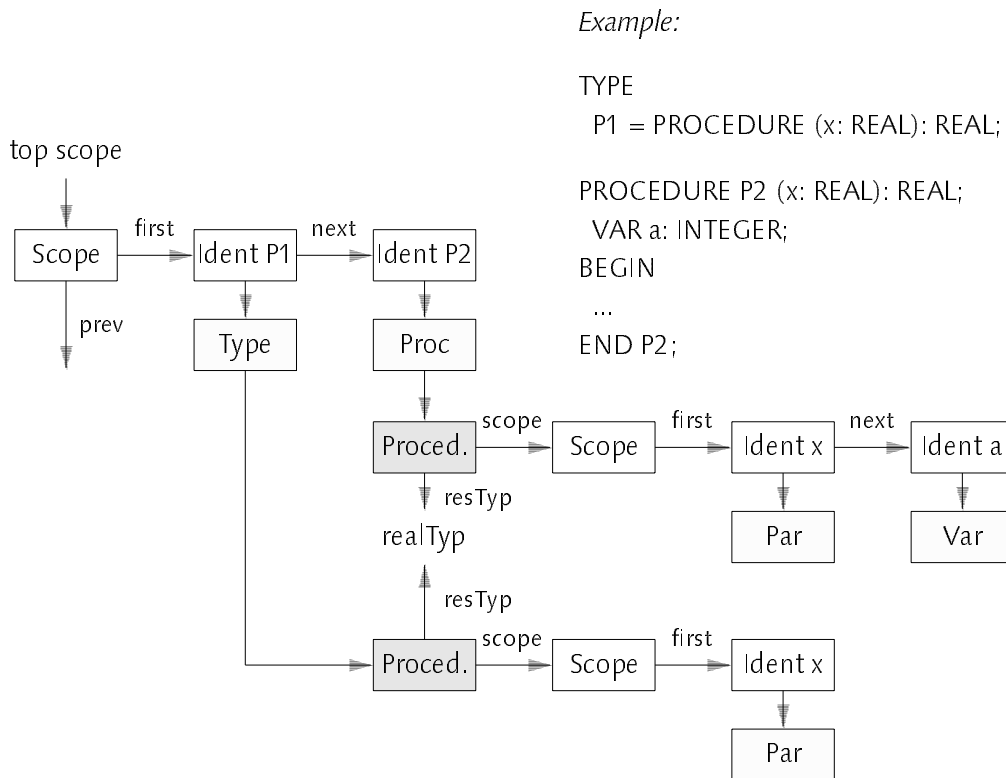 Example:
TYPE
P1 = PROCEDURE (x: REAL): REAL;
PROCEDURE P2 (x: REAL): REAL;
VAR a: INTEGER;
BEGIN
...
END P2;
top scope
Scope
first
Ident P1
next
Ident P2
prev
Type
Proc
Proced.
scope
Scope
first
Ident x
next
Ident a
resTyp
Par
Var
realTyp
resTyp
Proced.
scope
Scope
first
Ident x
Par